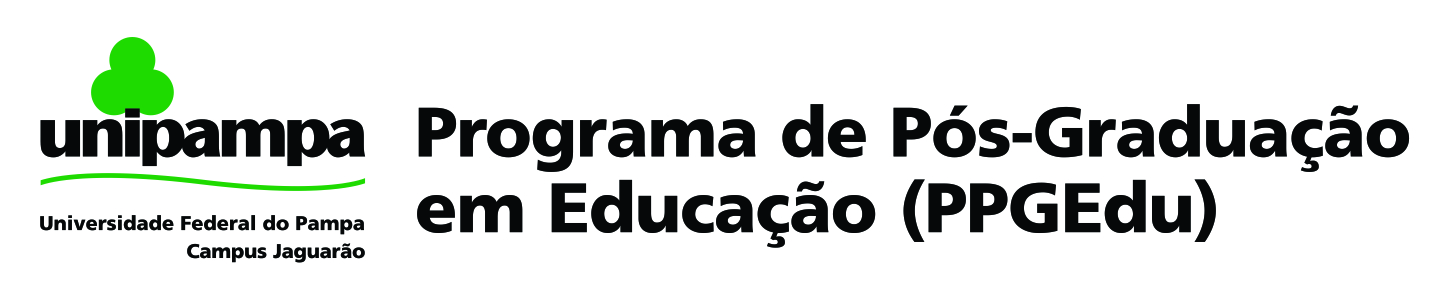 unipampa
Universidade Federal do Pampa
Campus Jaguarão
Programa de Pós-Graduação
em Educação (PPGEdu)